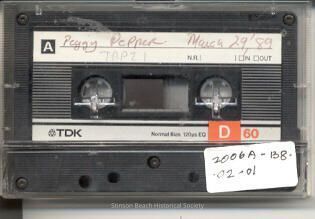 A Peggy Pepper March 29 '89
TAPE 1 N.R. IN OUT
TDK Normal Bias 120µs EQ D 60
2006A-138-
02-01
Stinson Beach Historical Society